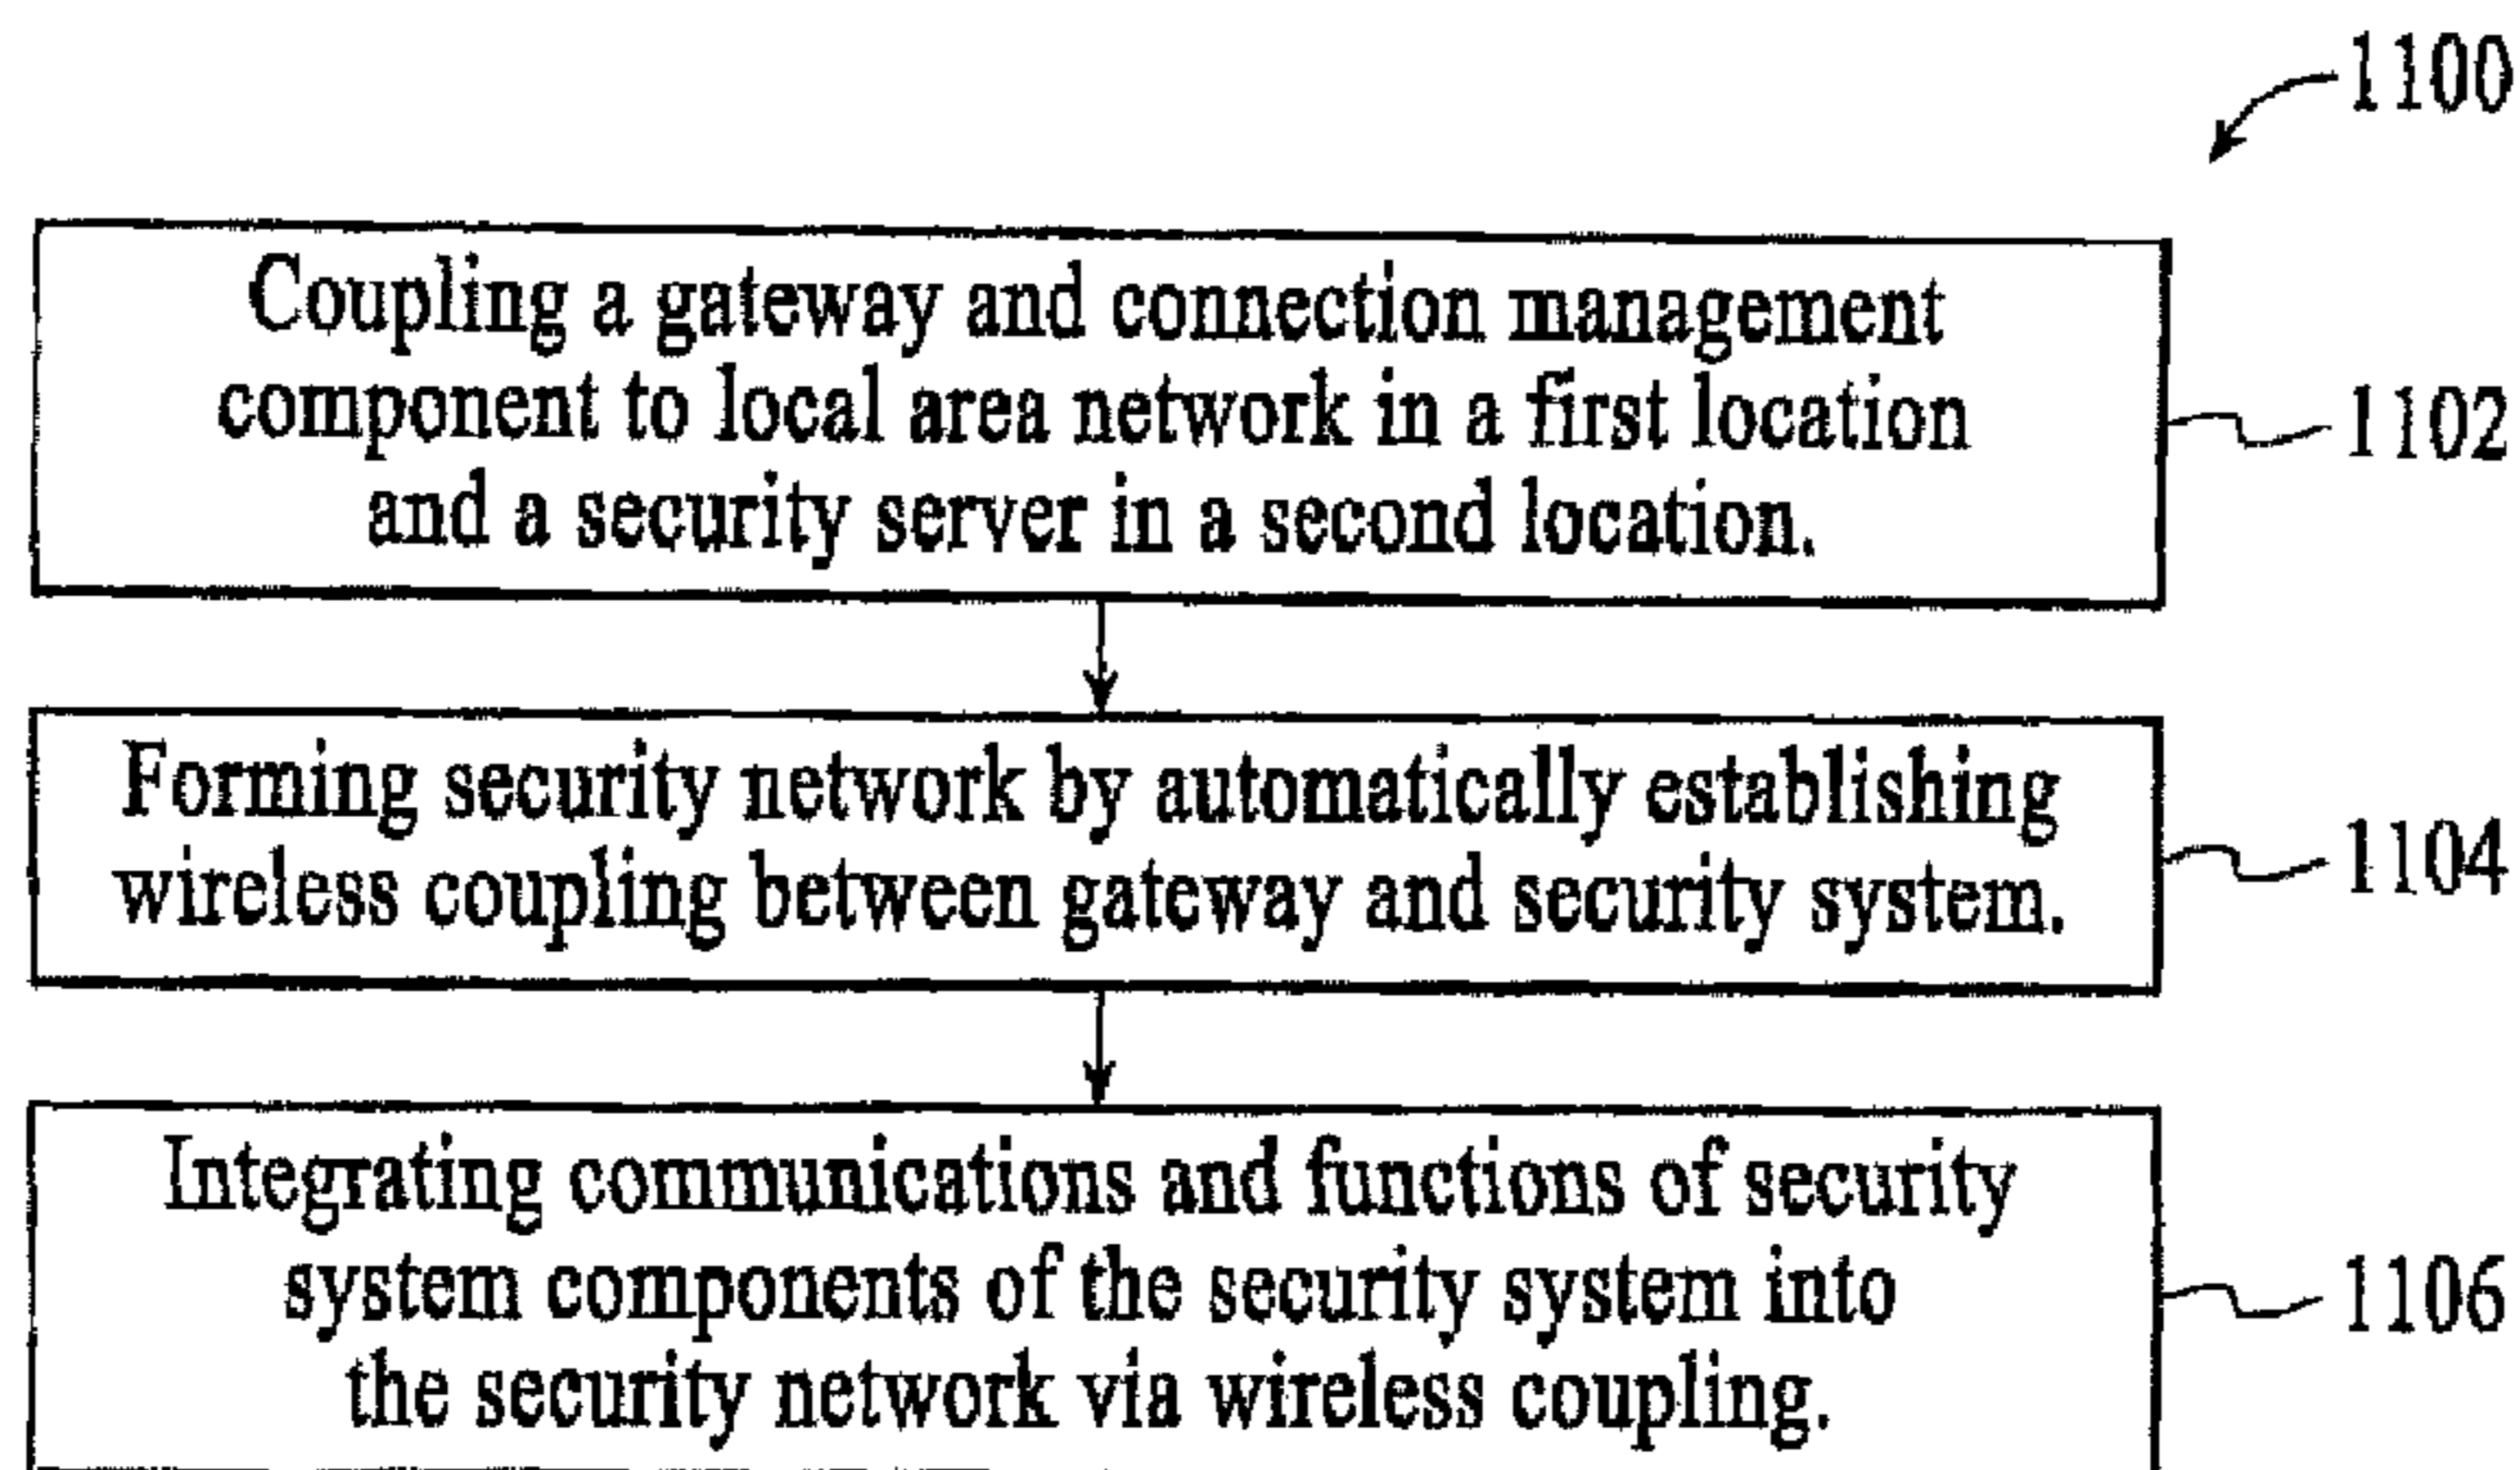 1100
Coupling a gateway and connection management
component to local area network in a first location
and a security server in a second location.
1102
Forming security network by automatically establishing
wireless coupling between gateway and security system.
1104
Integrating communications and functions of security
system components of the security system into
the security network via wireless coupling.
1106